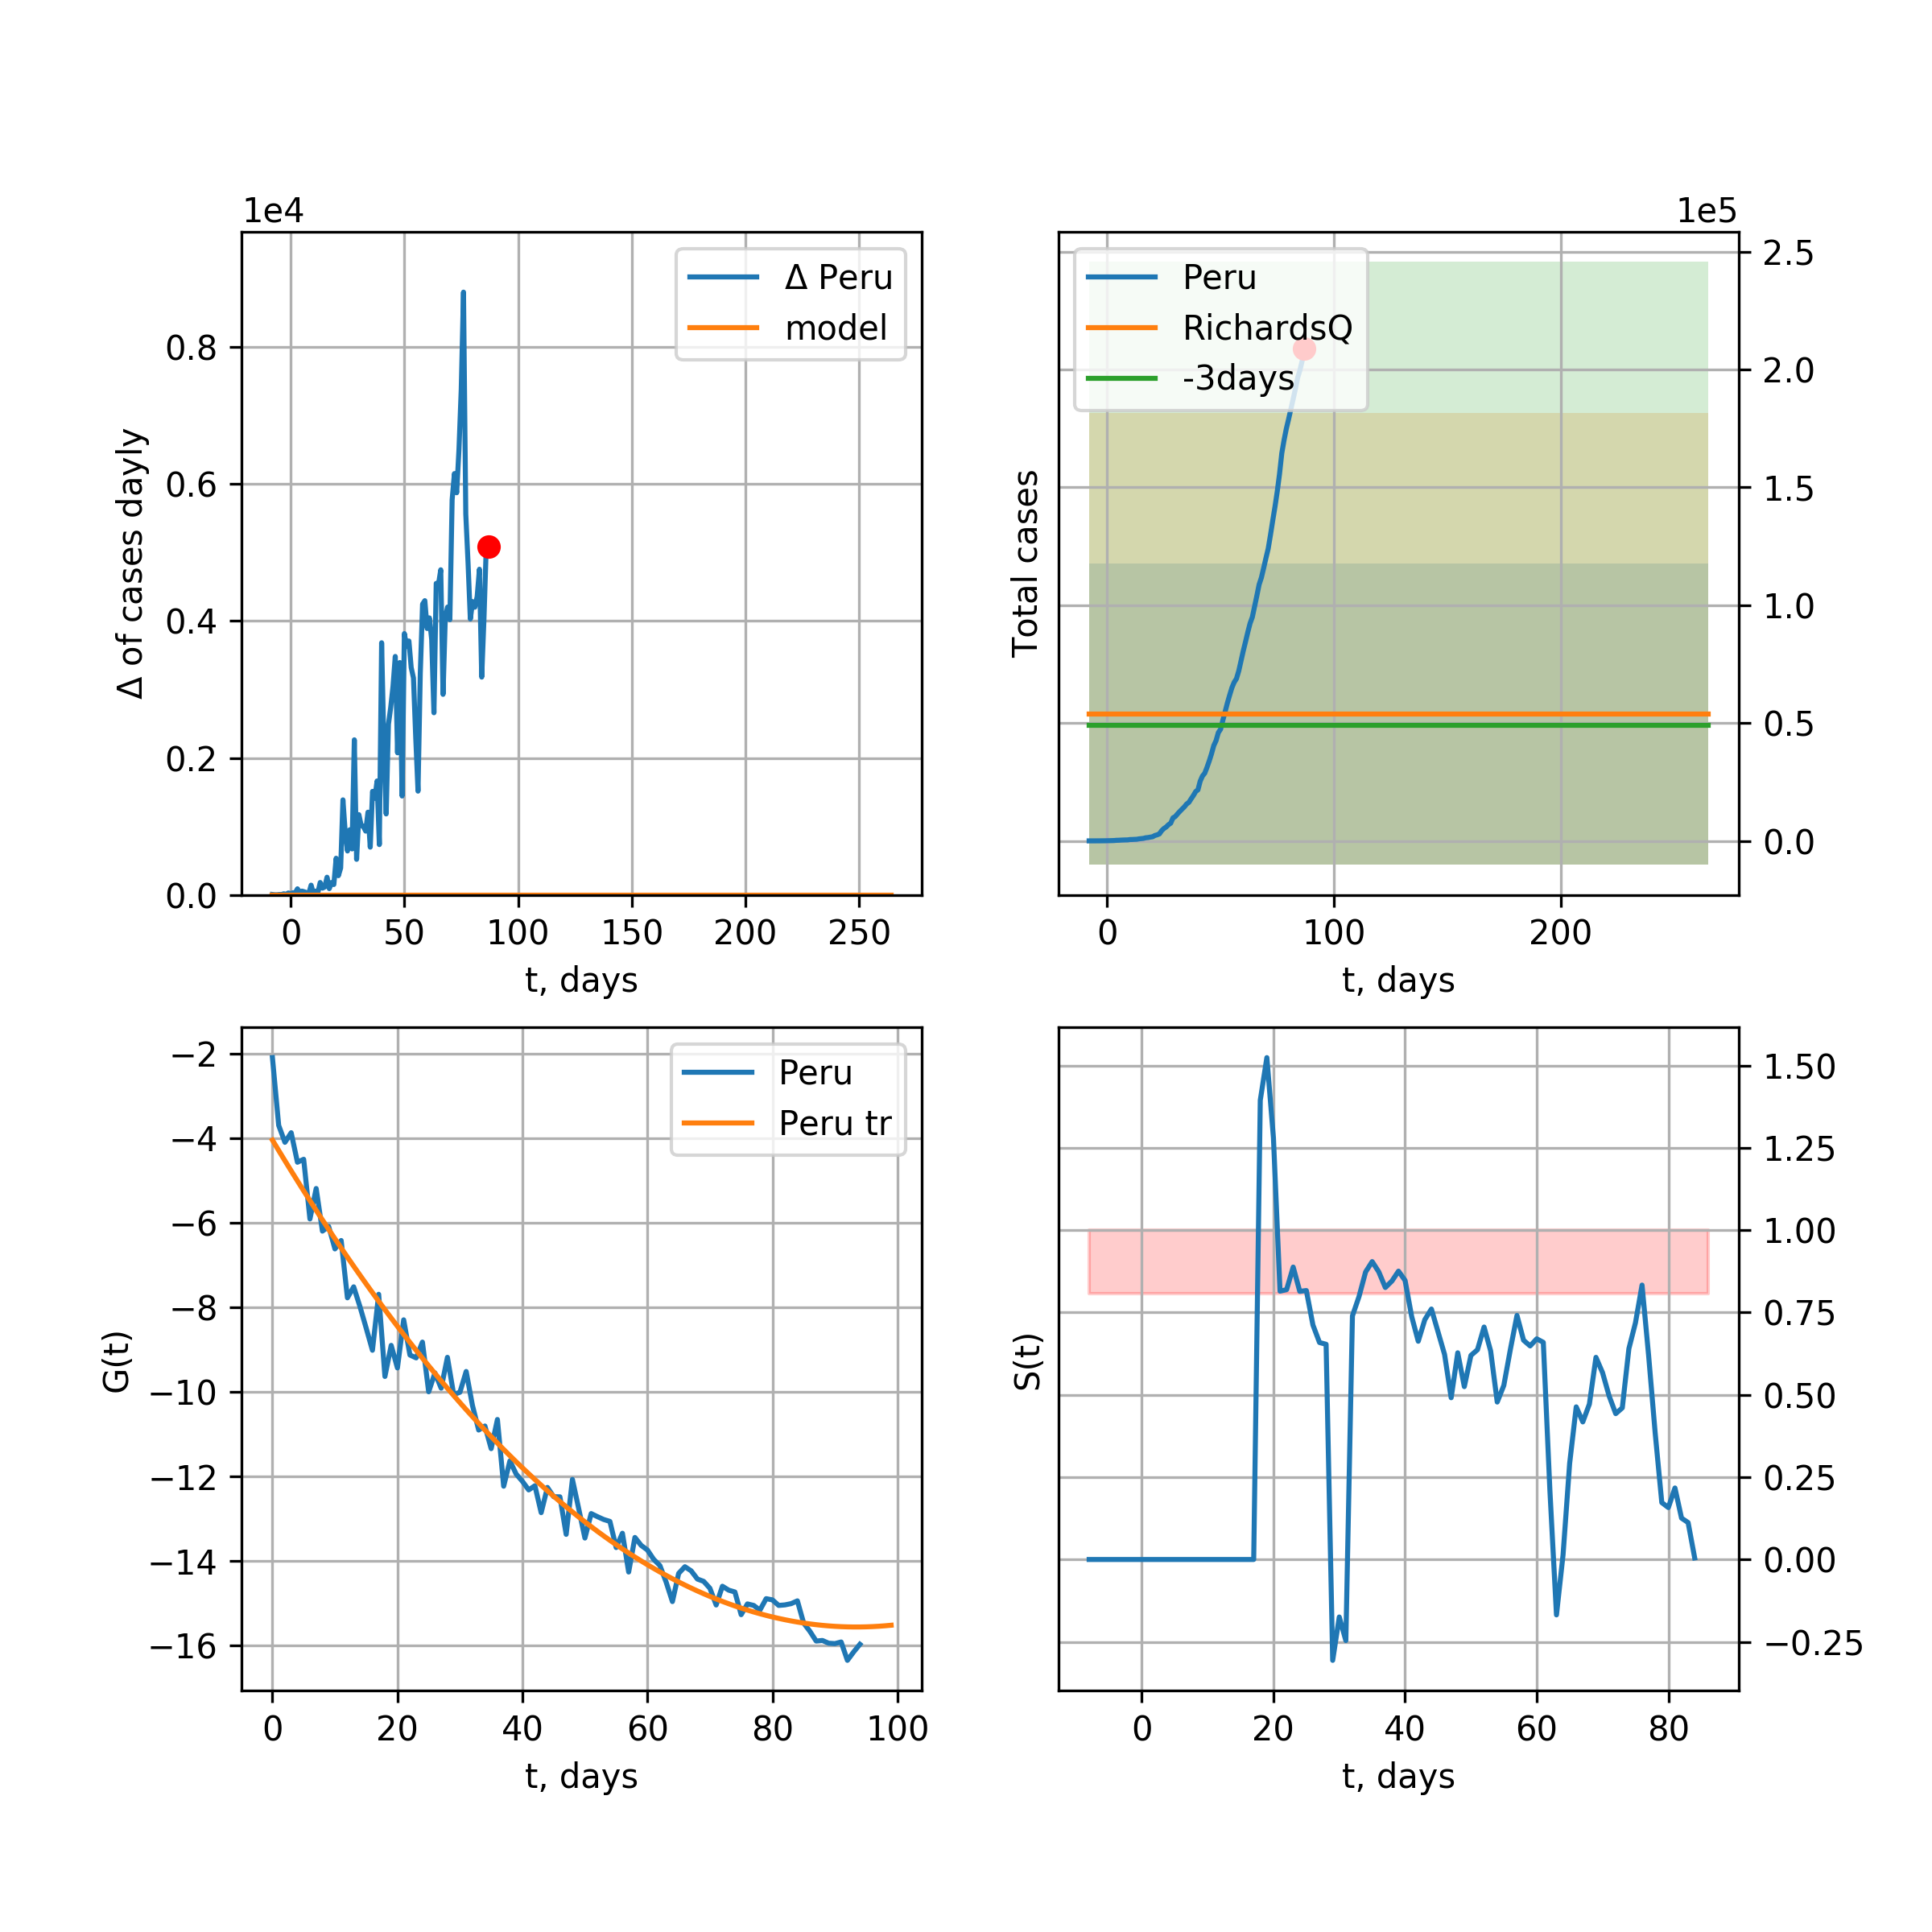 1e4
Δ Peru
model
0.8
0.6
0.4
0.2
0.0
Δ of cases dayly
0 50 100 150 200 250
t, days
1e5
Peru
RichardsQ
-3days
2.5
2.0
1.5
1.0
0.5
0.0
Total cases
0 100 200
t, days
Peru
Peru tr
−2
−4
−6
−8
−10
−12
−14
−16
G(t)
0 20 40 60 80 100
t, days
1.50
1.25
1.00
0.75
0.50
0.25
0.00
−0.25
S(t)
0 20 40 60 80
t, days